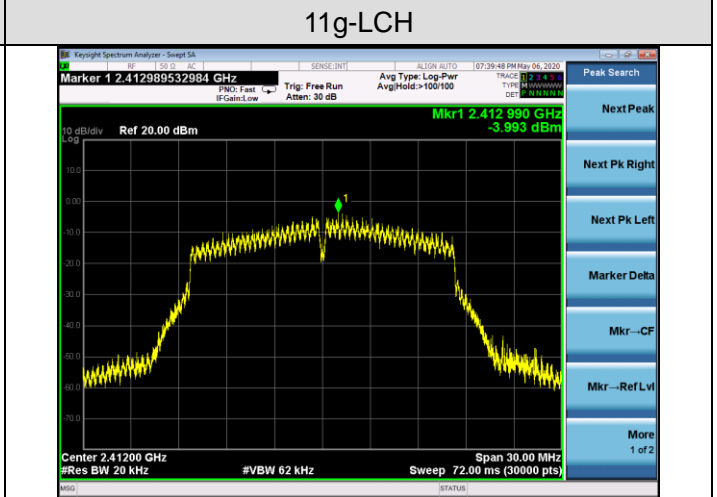 11g-LCH
Keysight Spectrum Analyzer - Swept SA
RF 50 Ω AC SENSE:INT ALIGN AUTO 07:39:48 PM May 06, 2020
Marker 1 2.412989532984 GHz
PNO: Fast
IFGain:Low
Trig: Free Run
Atten: 30 dB
Avg Type: Log-Pwr
Avg|Hold:>100/100
TRACE 1 2 3 4 5 6
TYPE M WWWWW
DET P N N N N N
Peak Search
Mkr1 2.412 990 GHz
-3.993 dBm
10 dB/div Ref 20.00 dBm
Log
10.0
0.00
-10.0
-20.0
-30.0
-40.0
-50.0
-60.0
-70.0
1
Center 2.41200 GHz
#Res BW 20 kHz
#VBW 62 kHz
Span 30.00 MHz
Sweep 72.00 ms (30000 pts)
Next Peak
Next Pk Right
Next Pk Left
Marker Delta
Mkr→CF
Mkr→Ref Lvl
More
1 of 2
MSG
STATUS